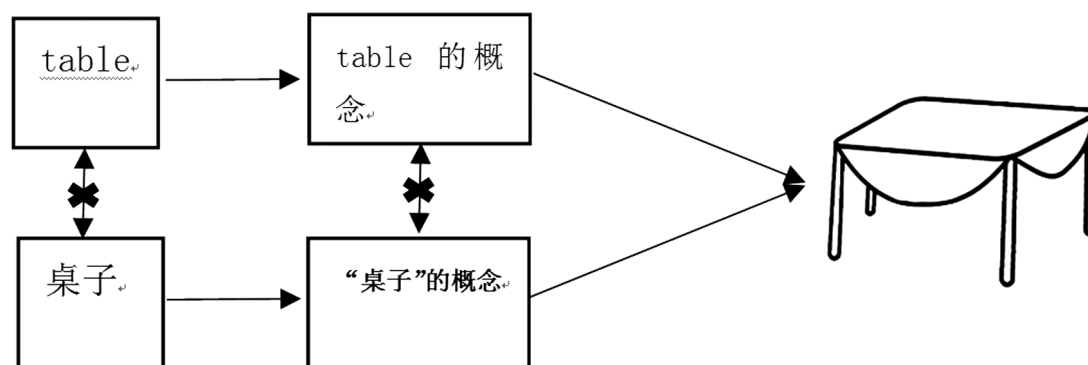 table
table 的概
念
桌子
“桌子”的概念